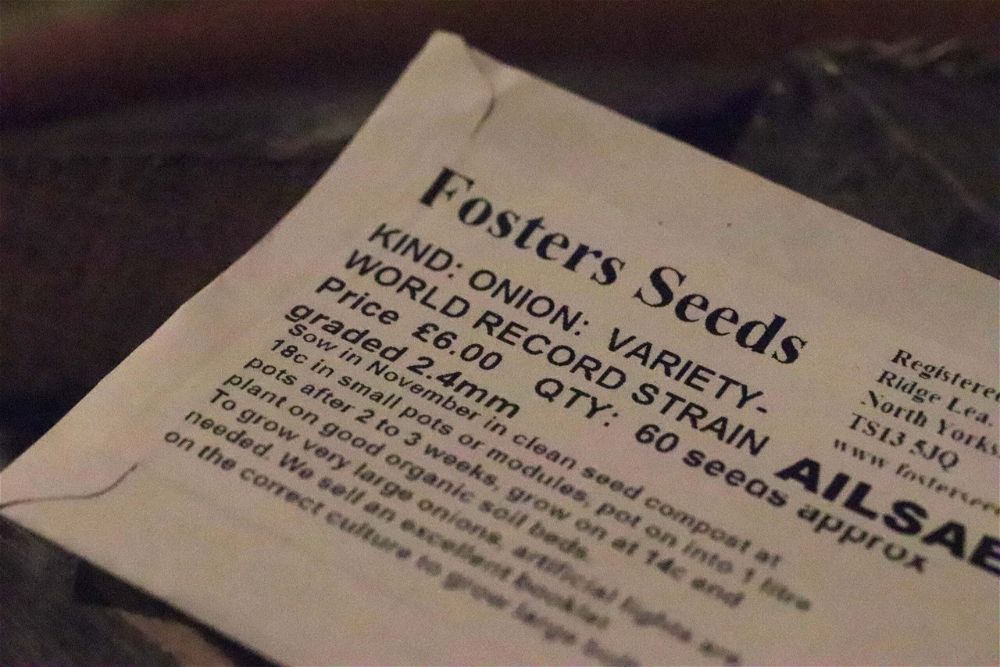 Fosters Seeds
KIND: ONION: VARIETY-
WORLD RECORD STRAIN
Price £6.00 QTY: 60 seeds approx
graded 2.4mm
Sow in November in clean seed compost at
18c in small pots or modules, pot on into 1 litre
pots after 2 to 3 weeks, grow on at 14c and
plant on good organic soil beds.
To grow very large onions, artificial lights are
needed. We sell an excellent booklet
on the correct culture to grow large
Registere
Ridge Lea.
North Yorks
TS13 5JQ
www
AILSAE